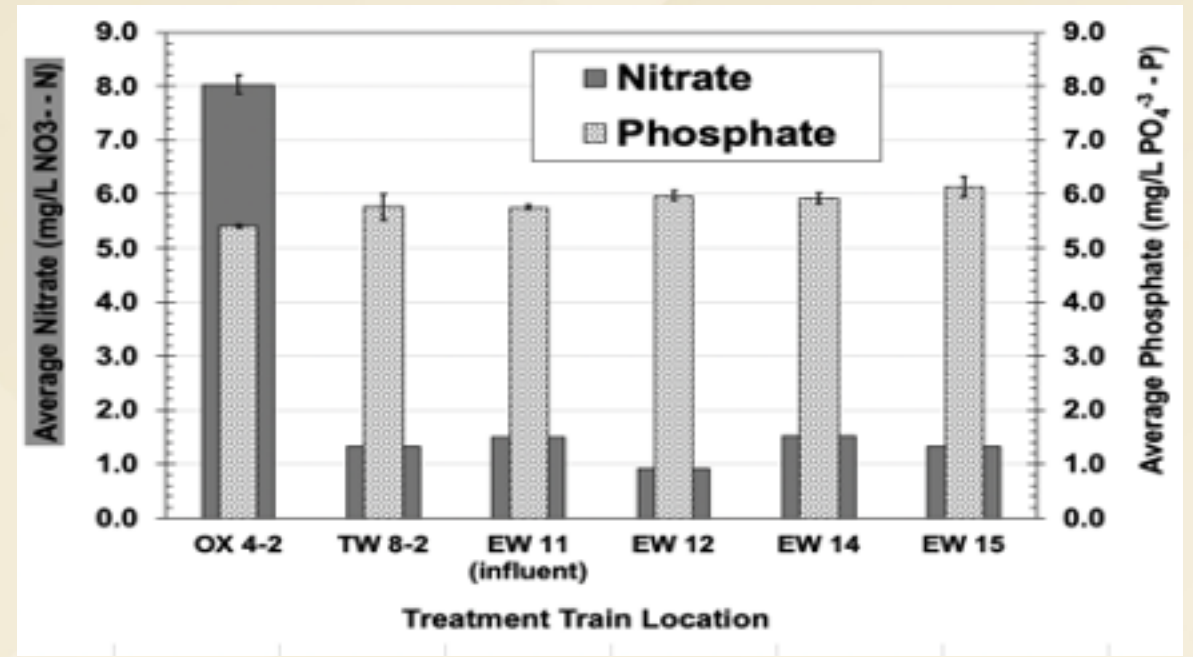 Average Nitrate (mg/L NO3- - N)
9.0
8.0
7.0
6.0
5.0
4.0
3.0
2.0
1.0
0.0
Nitrate
Phosphate
9.0
8.0
7.0
6.0
5.0
4.0
3.0
2.0
1.0
0.0
Average Phosphate (mg/L PO₄⁻³ - P)
OX 4-2 TW 8-2 EW 11 EW 12 EW 14 EW 15
(influent)
Treatment Train Location